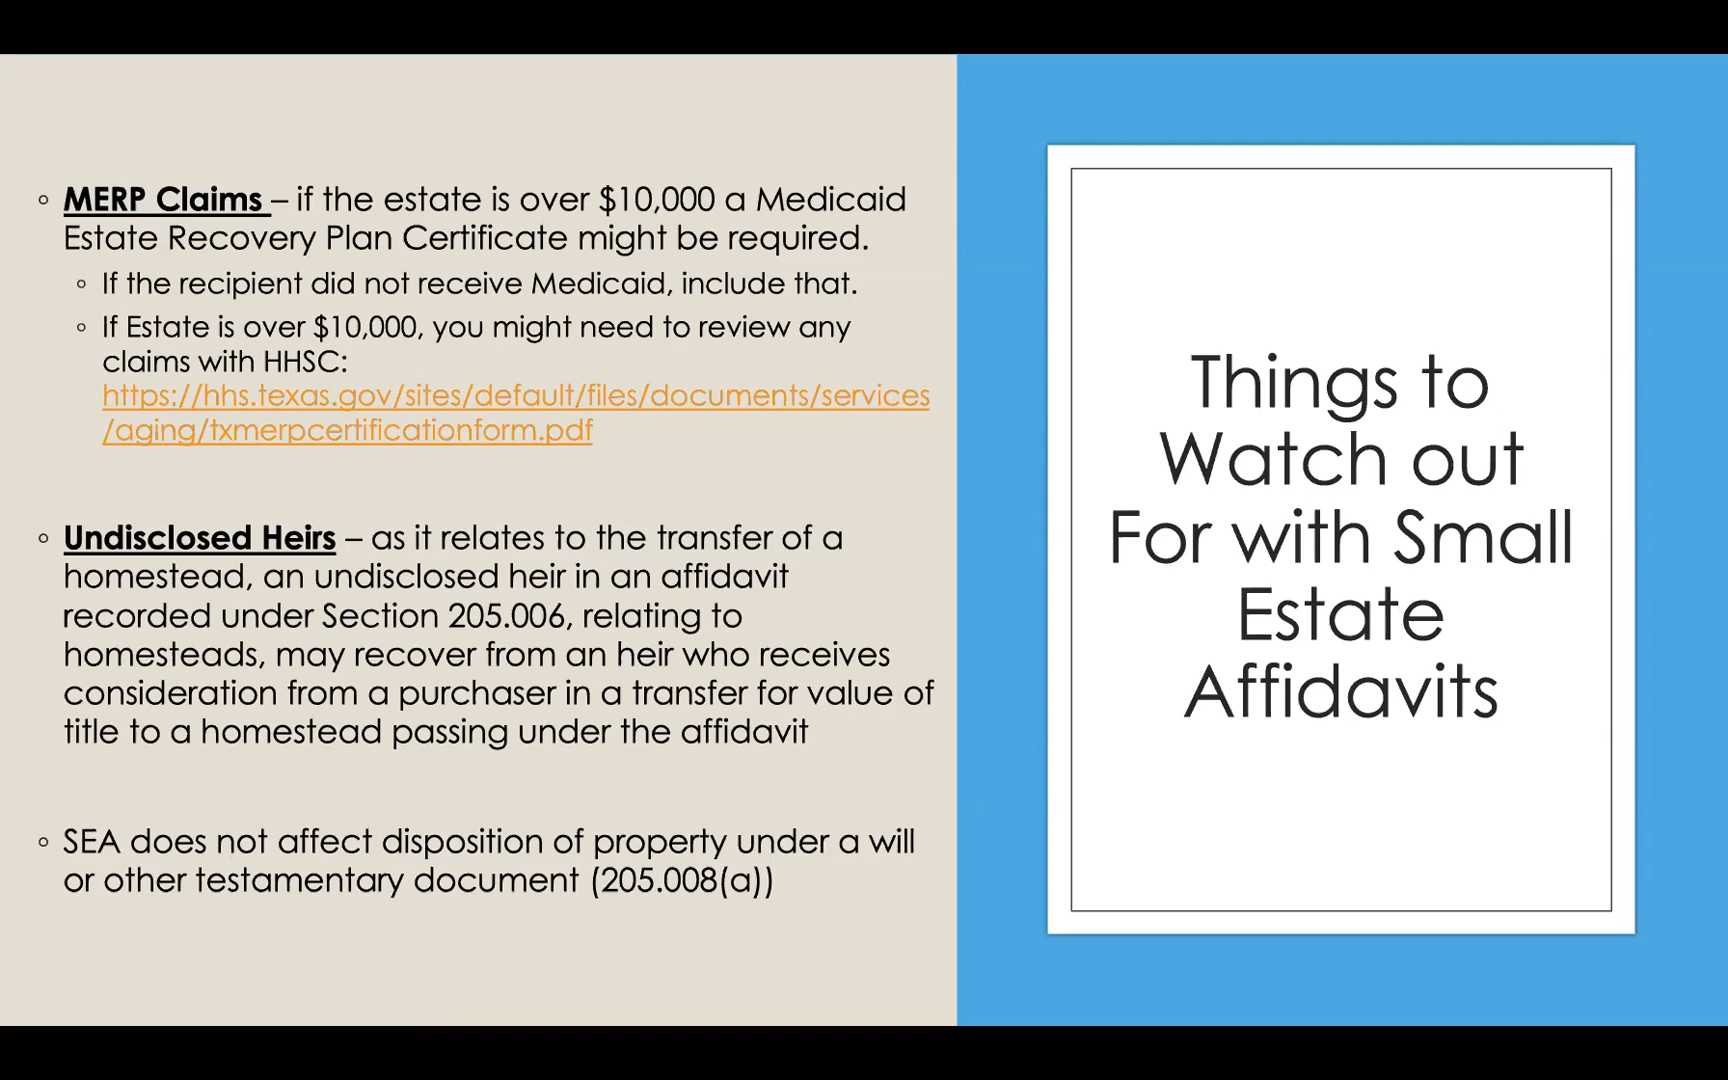 ◦ MERP Claims – if the estate is over $10,000 a Medicaid
Estate Recovery Plan Certificate might be required.
◦ If the recipient did not receive Medicaid, include that.
◦ If Estate is over $10,000, you might need to review any
claims with HHSC:
https://hhs.texas.gov/sites/default/files/documents/services
/aging/txmerpcertificationform.pdf
◦ Undisclosed Heirs – as it relates to the transfer of a
homestead, an undisclosed heir in an affidavit
recorded under Section 205.006, relating to
homesteads, may recover from an heir who receives
consideration from a purchaser in a transfer for value of
title to a homestead passing under the affidavit
◦ SEA does not affect disposition of property under a will
or other testamentary document (205.008(a))
Things to
Watch out
For with Small
Estate
Affidavits